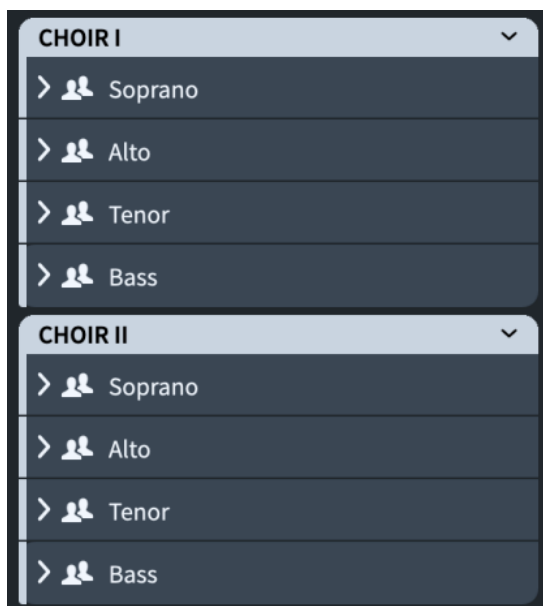 CHOIR I
Soprano
Alto
Tenor
Bass
CHOIR II
Soprano
Alto
Tenor
Bass